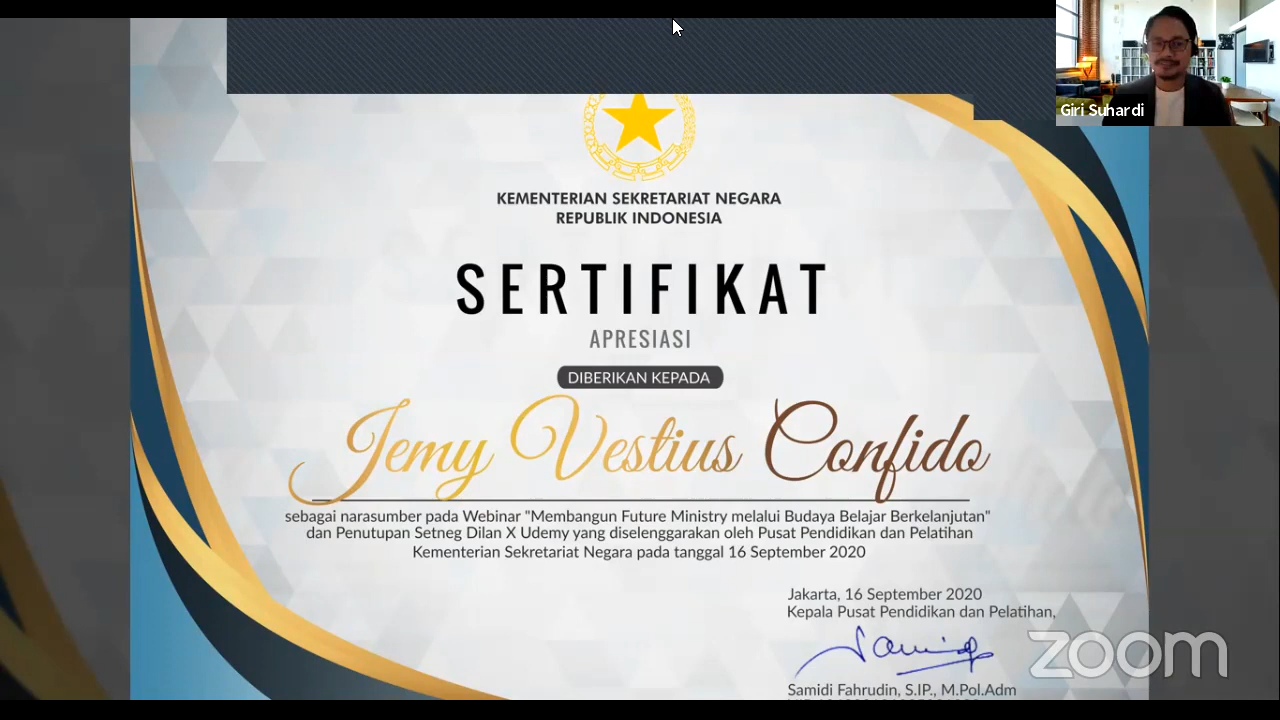 Giri Suhardi
KEMENTERIAN SEKRETARIAT NEGARA
REPUBLIK INDONESIA
SERTIFIKAT
APRESIASI
DIBERIKAN KEPADA
Jemy Vestius Confido
sebagai narasumber pada Webinar "Membangun Future Ministry melalui Budaya Belajar Berkelanjutan"
dan Penutupan Setneg Dilan X Udemy yang diselenggarakan oleh Pusat Pendidikan dan Pelatihan
Kementerian Sekretariat Negara pada tanggal 16 September 2020
Jakarta, 16 September 2020
Kepala Pusat Pendidikan dan Pelatihan,
zoom
Samidi Fahrudin, S.IP., M.Pol.Adm